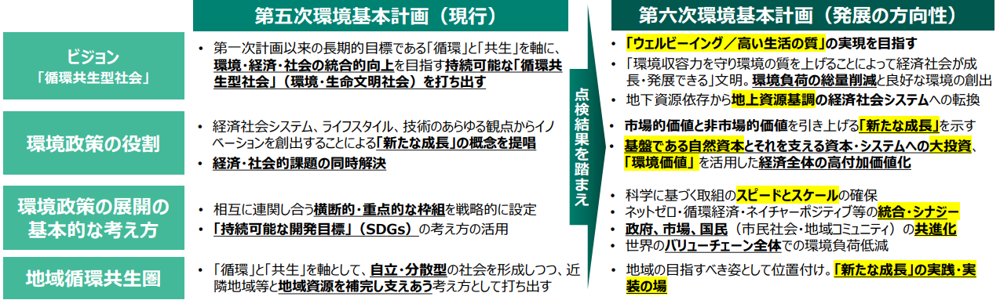 第五次環境基本計画（現行）
第六次環境基本計画（発展の方向性）
点検結果を踏まえ
ビジョン
「循環共生型社会」
• 第一次計画以来の長期的目標である「循環」と「共生」を軸に、
環境・経済・社会の統合的向上を目指す持続可能な「循環共
生型社会」（環境・生命文明社会）を打ち出す
• 「ウェルビーイング／高い生活の質」の実現を目指す
• 「環境収容力を守り環境の質を上げることによって経済社会が成
長・発展できる」文明。環境負荷の総量削減と良好な環境の創出
• 地下資源依存から地上資源基調の経済社会システムへの転換
環境政策の役割
• 経済社会システム、ライフスタイル、技術のあらゆる観点からイノ
ベーションを創出することによる「新たな成長」の概念を提唱
• 経済・社会的課題の同時解決
• 市場的価値と非市場的価値を引き上げる「新たな成長」を示す
• 基盤である自然資本とそれを支える資本・システムへの大投資、
「環境価値」を活用した経済全体の高付加価値化
環境政策の展開の
基本的な考え方
• 相互に連関し合う横断的・重点的な枠組を戦略的に設定
• 「持続可能な開発目標」（SDGs）の考え方の活用
• 科学に基づく取組のスピードとスケールの確保
• ネットゼロ・循環経済・ネイチャーポジティブ等の統合・シナジー
• 政府、市場、国民（市民社会・地域コミュニティ）の共進化
• 世界のバリューチェーン全体での環境負荷低減
地域循環共生圏
• 「循環」と「共生」を軸として、自立・分散型の社会を形成しつつ、近
隣地域等と地域資源を補完し支えあう考え方として打ち出す
• 地域の目指すべき姿として位置付け。「新たな成長」の実践・実
装の場